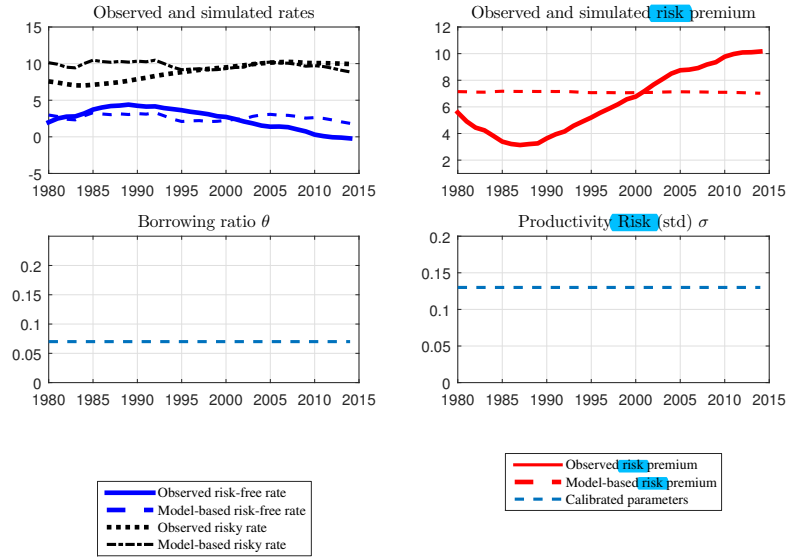 Observed and simulated rates
15
10
5
0
-5
1980 1985 1990 1995 2000 2005 2010 2015
Observed and simulated risk premium
12
10
8
6
4
2
1980 1985 1990 1995 2000 2005 2010 2015
Borrowing ratio θ
0.2
0.15
0.1
0.05
0
1980 1985 1990 1995 2000 2005 2010 2015
Productivity Risk (std) σ
0.2
0.15
0.1
0.05
0
1980 1985 1990 1995 2000 2005 2010 2015
Observed risk-free rate
Model-based risk-free rate
Observed risky rate
Model-based risky rate
Observed risk premium
Model-based risk premium
Calibrated parameters